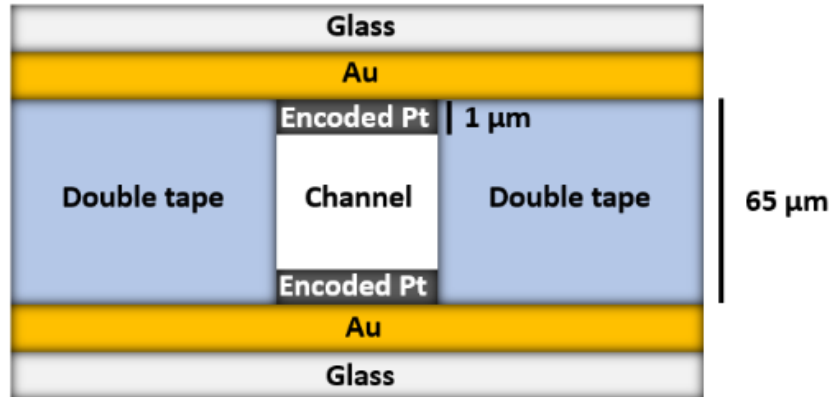 Glass
Au
Encoded Pt
1 μm
Double tape
Channel
Double tape
65 μm
Encoded Pt
Au
Glass